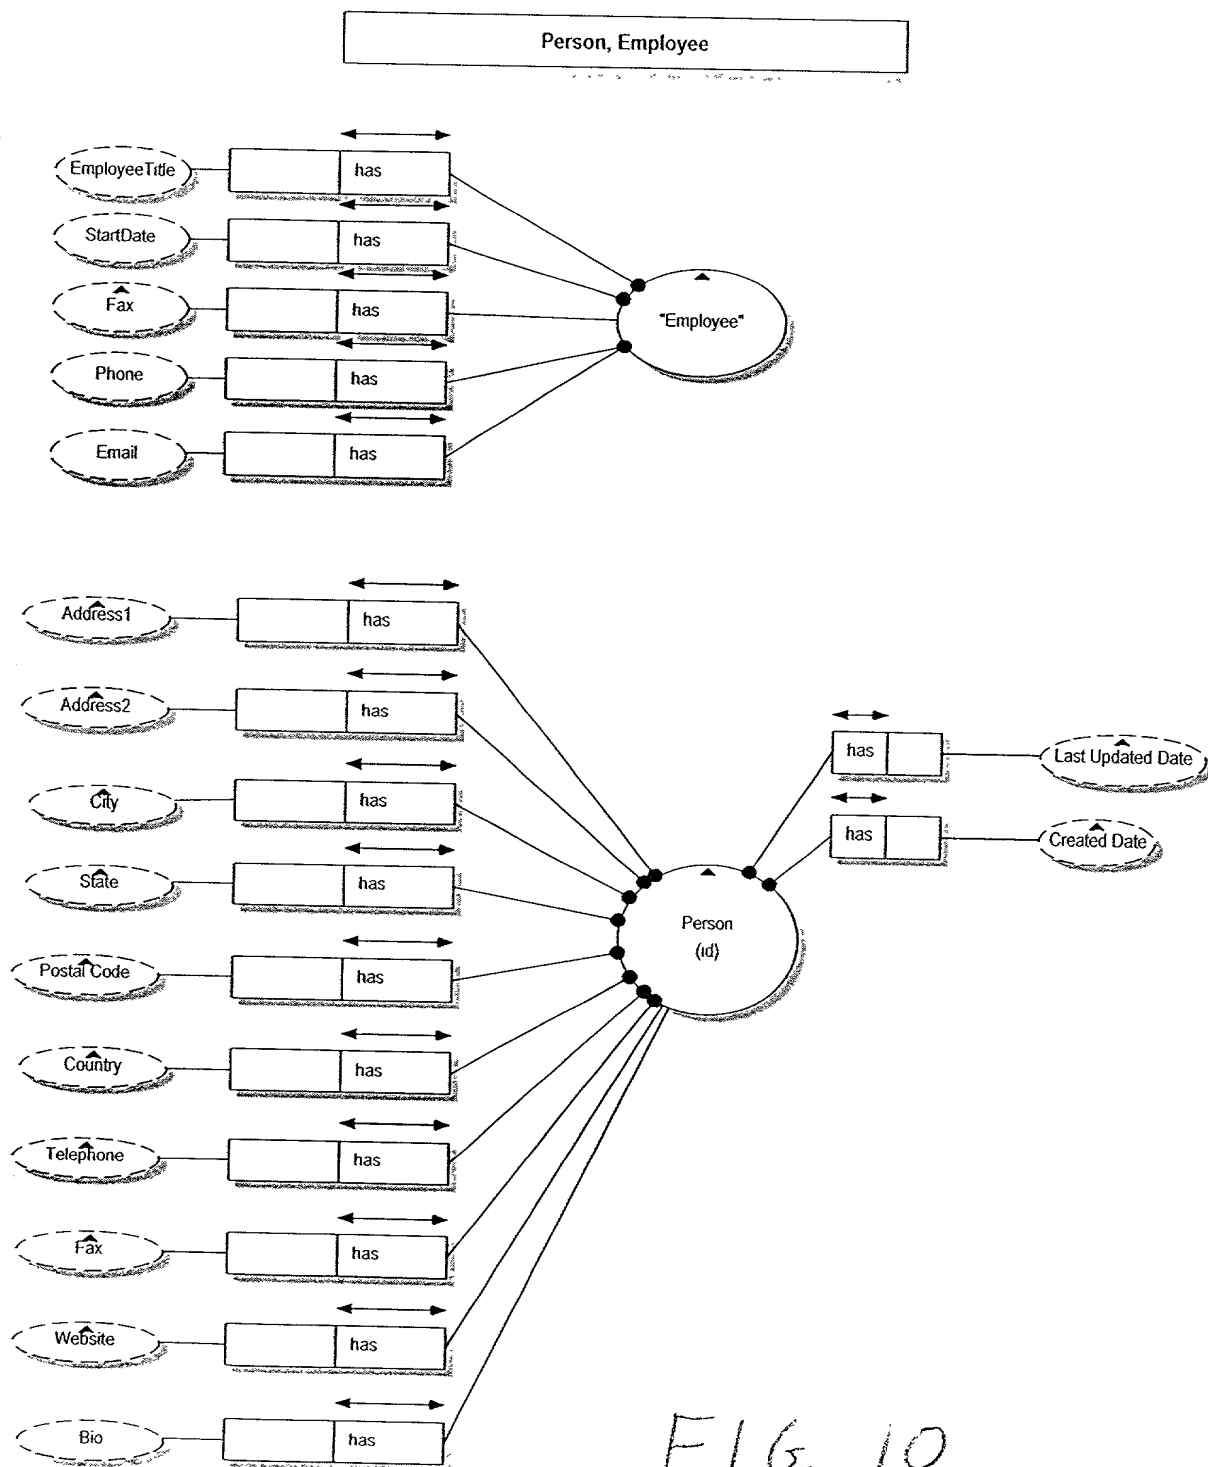 Person, Employee
EmployeeTitle
has
StartDate
has
Fax
has
"Employee"
Phone
has
Email
has
Address1
has
Address2
has
has
Last Updated Date
City
has
has
Created Date
State
has
Person
(id)
Postal Code
has
Country
has
Telephone
has
Fax
has
Website
has
Bio
has
FIG. 10